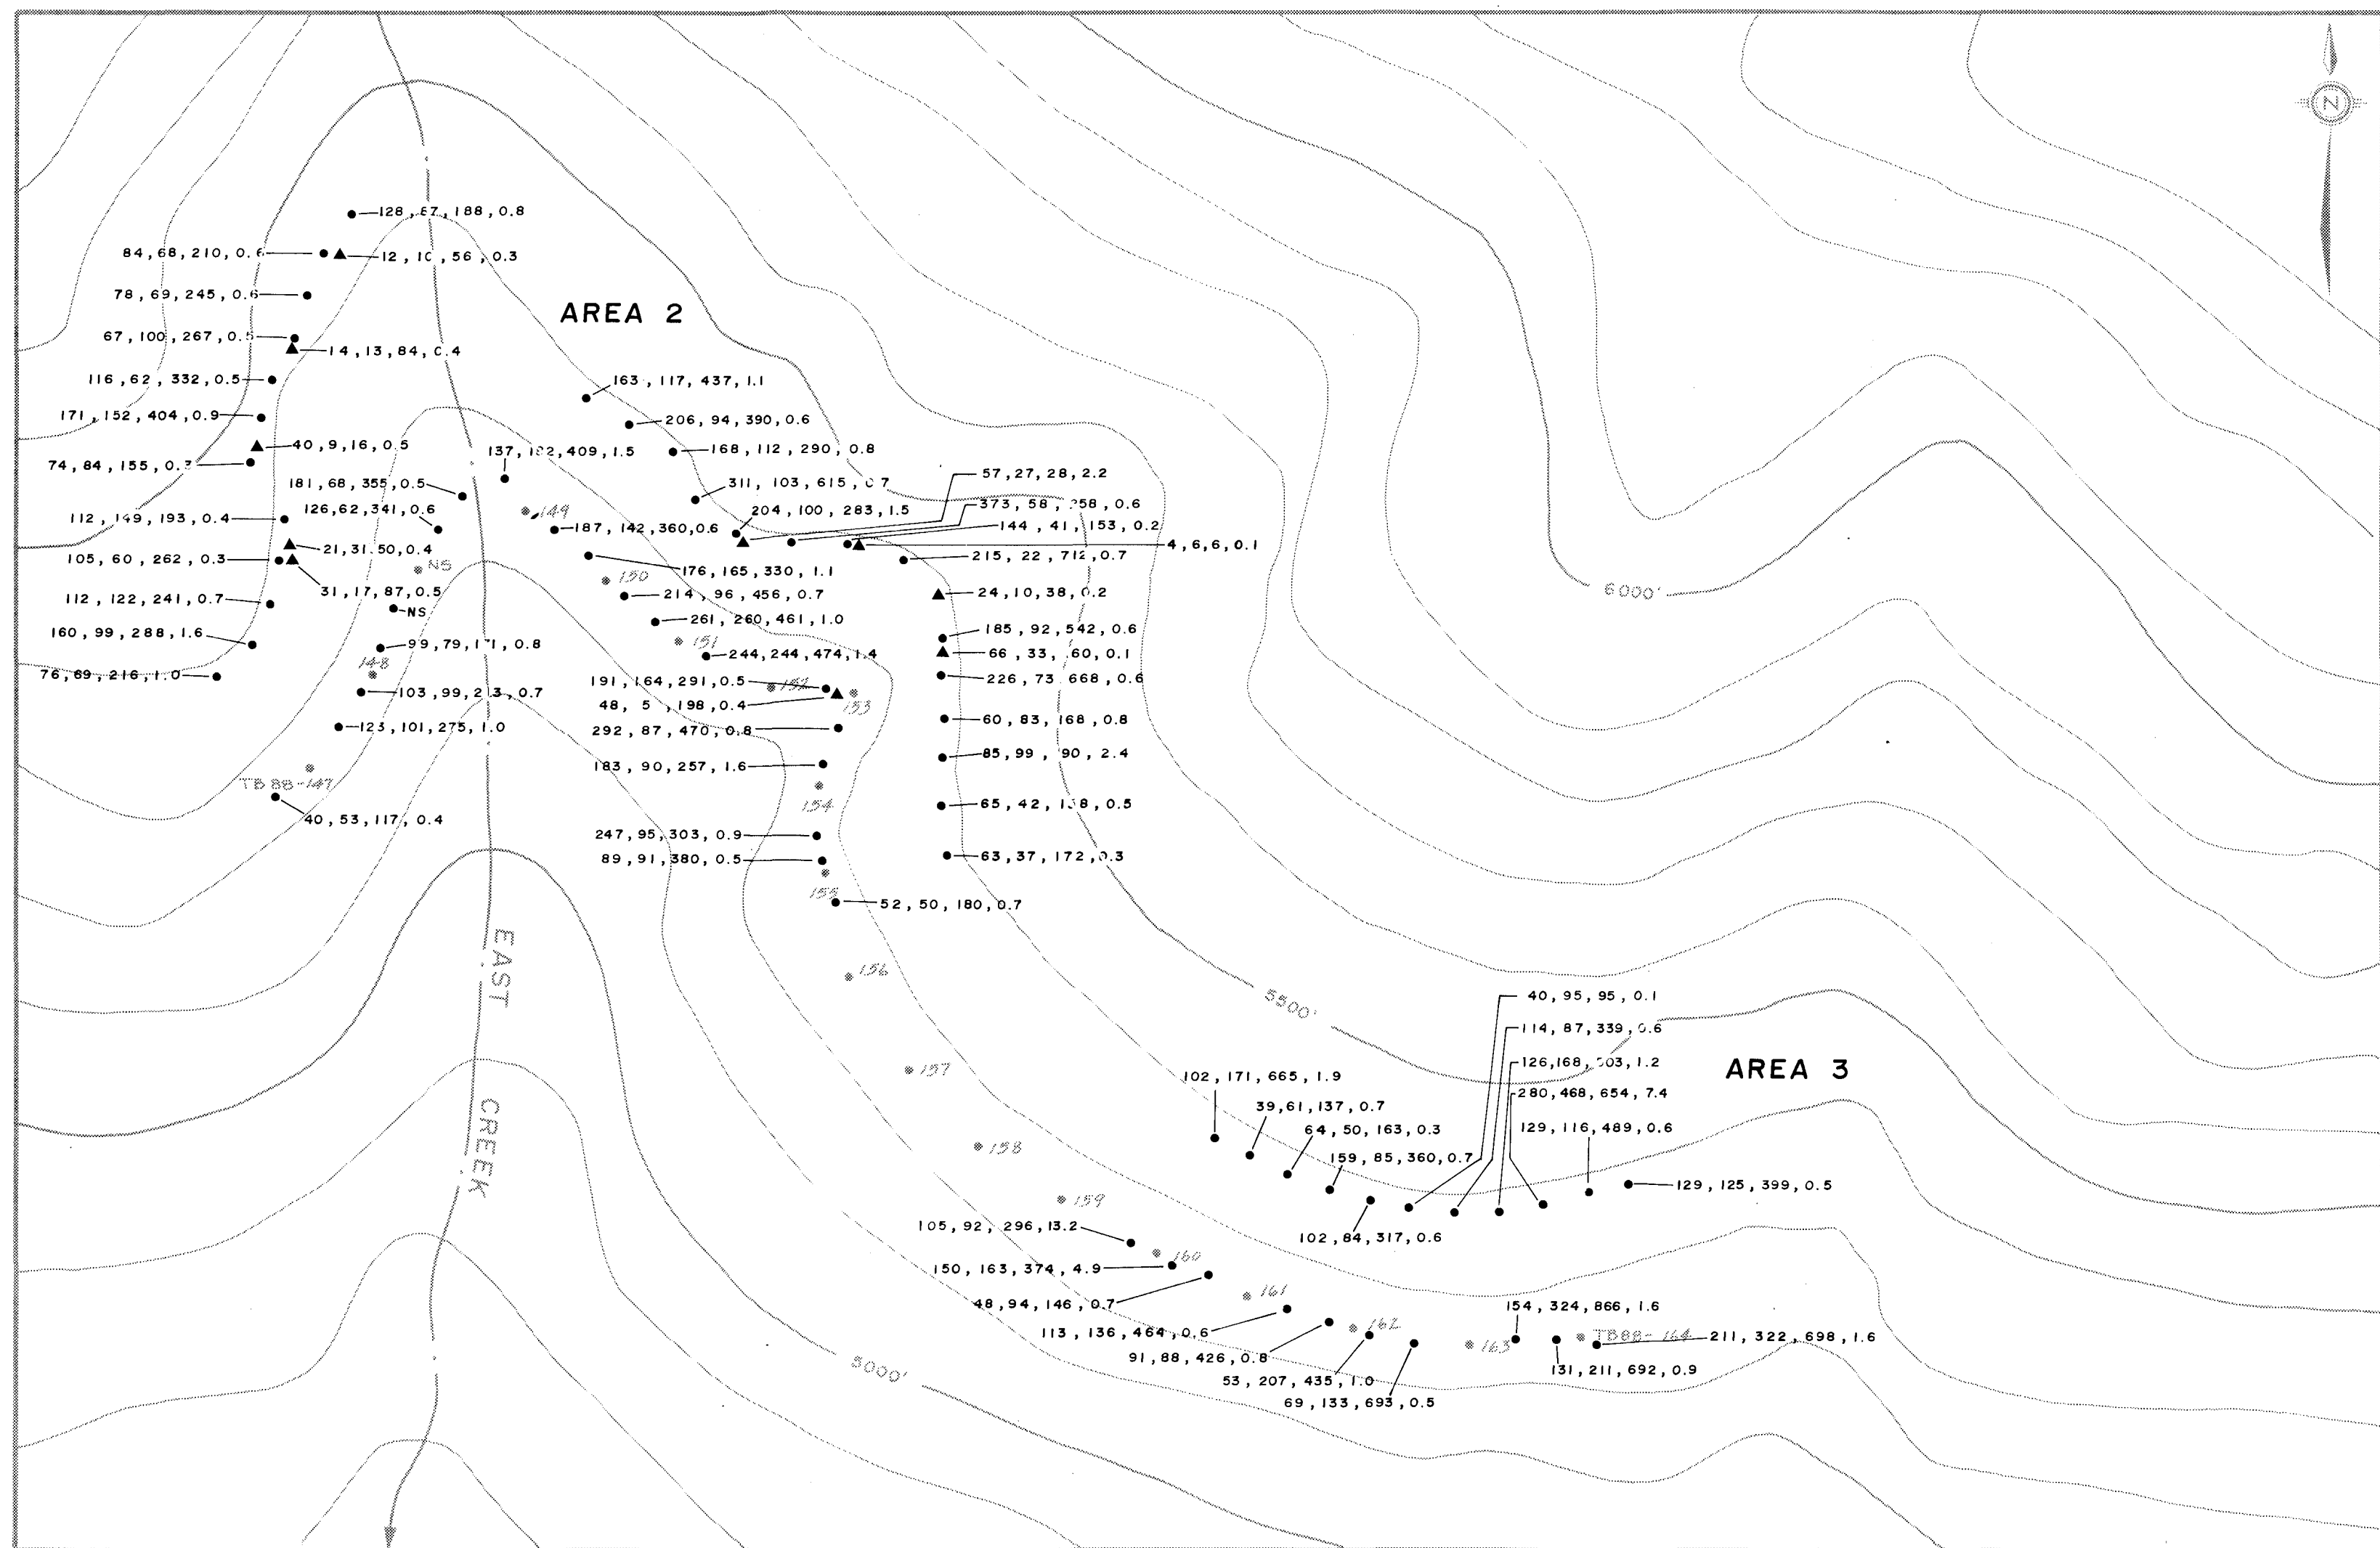 N
128, 67, 188, 0.8
84, 68, 210, 0.6
12, 10, 56, 0.3
78, 69, 245, 0.6
AREA 2
67, 100, 267, 0.5
14, 13, 84, 0.4
116, 62, 332, 0.5
163, 117, 437, 1.1
171, 152, 404, 0.9
206, 94, 390, 0.6
40, 9, 16, 0.5
137, 409, 1.5
168, 112, 290, 0.8
74, 84, 155, 0.3
57, 27, 28, 2.2
181, 68, 355, 0.5
311, 103, 615, 0.7
373, 58, 0.6
126, 62, 341, 0.6
204, 100, 283, 1.5
112, 149, 193, 0.4
149
187, 142, 360, 0.6
144, 41, 153, 0.2
21, 31, 50, 0.4
4, 6, 6, 0.1
105, 60, 262, 0.3
215, 22, 712, 0.7
NS
176, 165, 330, 1.1
150
31, 17, 87, 0.5
214, 96, 456, 0.7
24, 10, 38, 0.2
6000'
112, 122, 241, 0.7
NS
261, 260, 461, 1.0
160, 99, 288, 1.6
185, 92, 542, 0.6
99, 79, 0.8
151
244, 244, 474, 1.4
66, 33, 60, 0.1
148
76, 69, 216, 1.0
191, 164, 291, 0.5
152
226, 73, 668, 0.6
103, 99, 0.7
48, 5, 198, 0.4
153
60, 83, 168, 0.8
123, 101, 275, 1.0
292, 87, 470, 0.8
85, 99, 90, 2.4
183, 90, 257, 1.6
TB88-147
154
65, 42, 0.5
40, 53, 117, 0.4
247, 95, 303, 0.9
89, 91, 380, 0.5
63, 37, 172, 0.3
155
52, 50, 180, 0.7
EAST CREEK
156
5500'
40, 95, 95, 0.1
114, 87, 339, 0.6
157
126, 168, 1.2
AREA 3
102, 171, 665, 1.9
280, 468, 654, 7.4
39, 61, 137, 0.7
64, 50, 163, 0.3
129, 116, 489, 0.6
158
159, 85, 360, 0.7
129, 125, 399, 0.5
159
105, 92, 296, 13.2
102, 84, 317, 0.6
160
150, 163, 374, 4.9
161
48, 94, 146, 0.7
154, 324, 866, 1.6
113, 136, 464, 0.6
162
163
TB88-164
211, 322, 698, 1.6
91, 88, 426, 0.8
131, 211, 692, 0.9
5000'
53, 207, 435, 1.0
69, 133, 693, 0.5